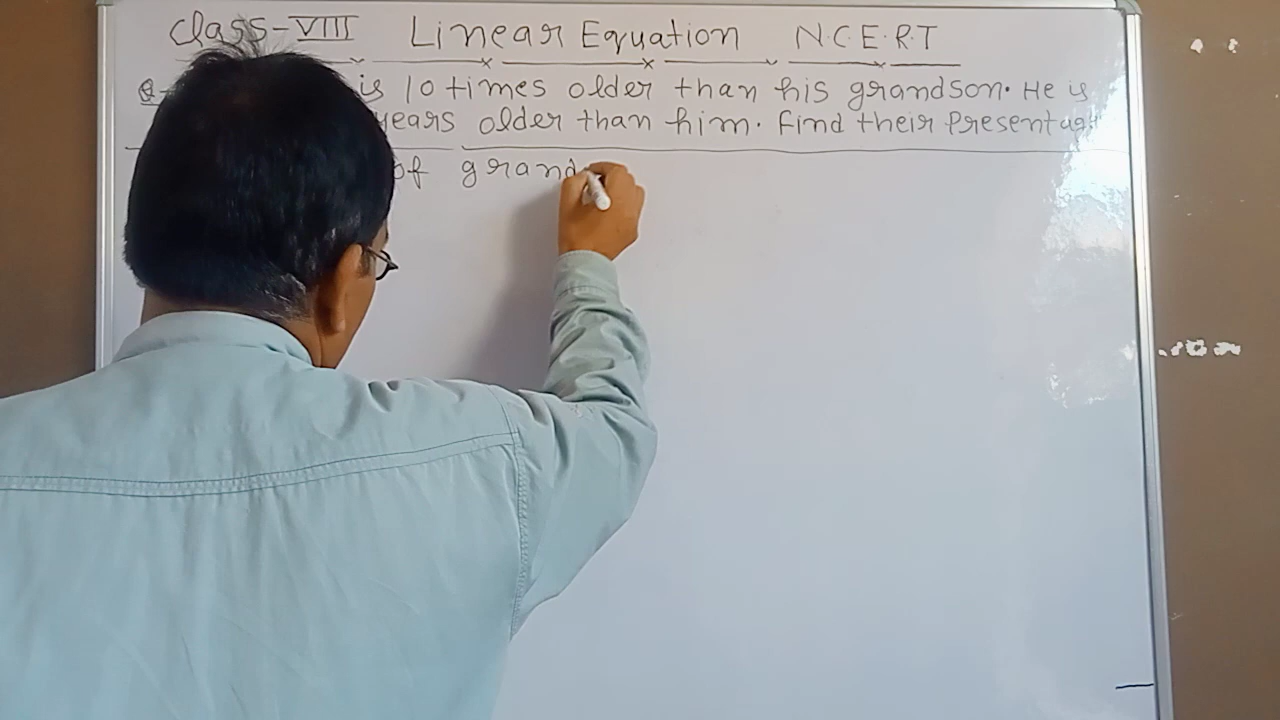 Class-VIII Linear Equation N.C.E.R.T
Q- is 10 times older than his grandson. He is
years older than him. Find their Present age
of grand